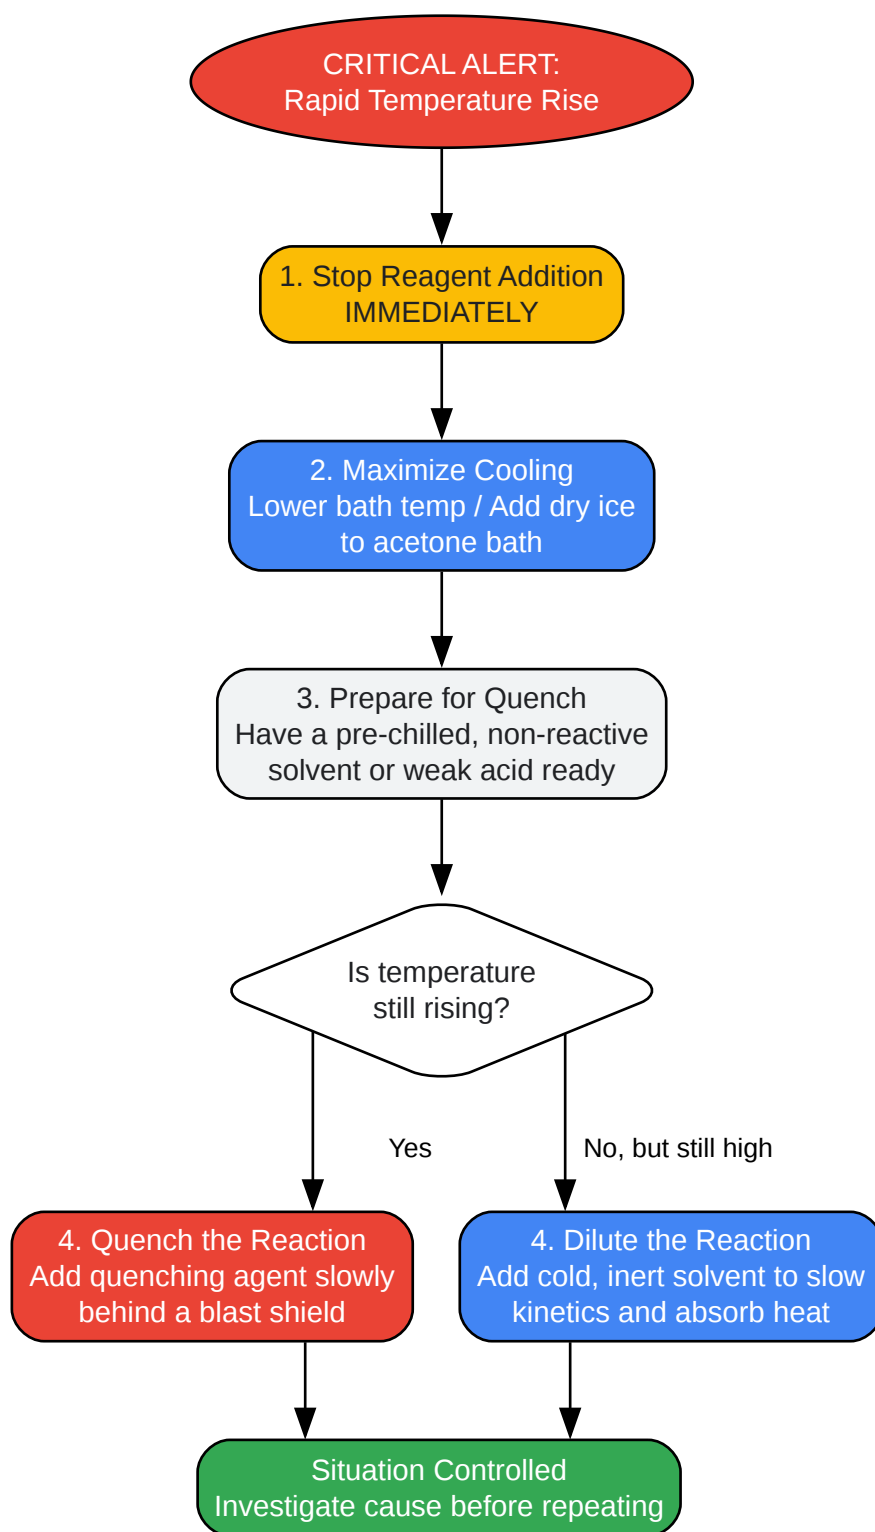 CRITICAL ALERT:
Rapid Temperature Rise
1. Stop Reagent Addition
IMMEDIATELY
2. Maximize Cooling
Lower bath temp / Add dry ice
to acetone bath
3. Prepare for Quench
Have a pre-chilled, non-reactive
solvent or weak acid ready
Is temperature
still rising?
Yes
No, but still high
4. Quench the Reaction
Add quenching agent slowly
behind a blast shield
4. Dilute the Reaction
Add cold, inert solvent to slow
kinetics and absorb heat
Situation Controlled
Investigate cause before repeating